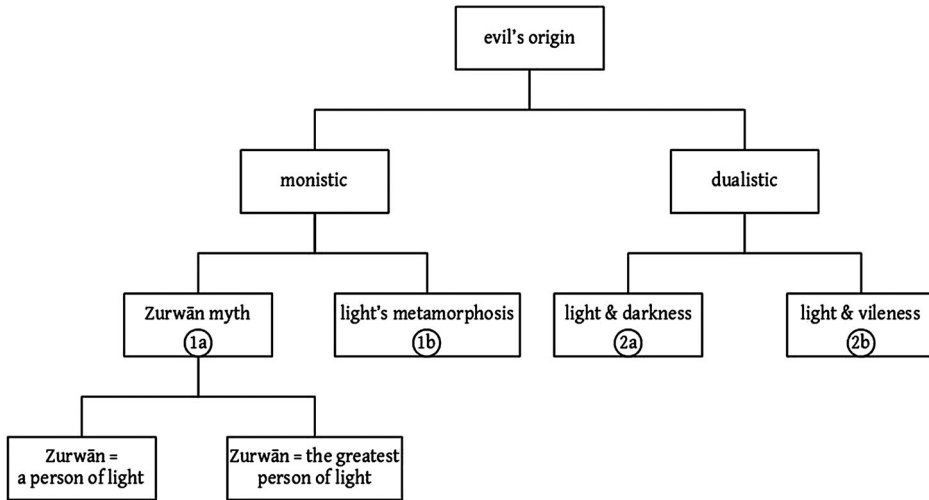 evil’s origin
monistic
dualistic
Zurwān myth
1a
light’s metamorphosis
1b
light & darkness
2a
light & vileness
2b
Zurwān =
a person of light
Zurwān = the greatest
person of light